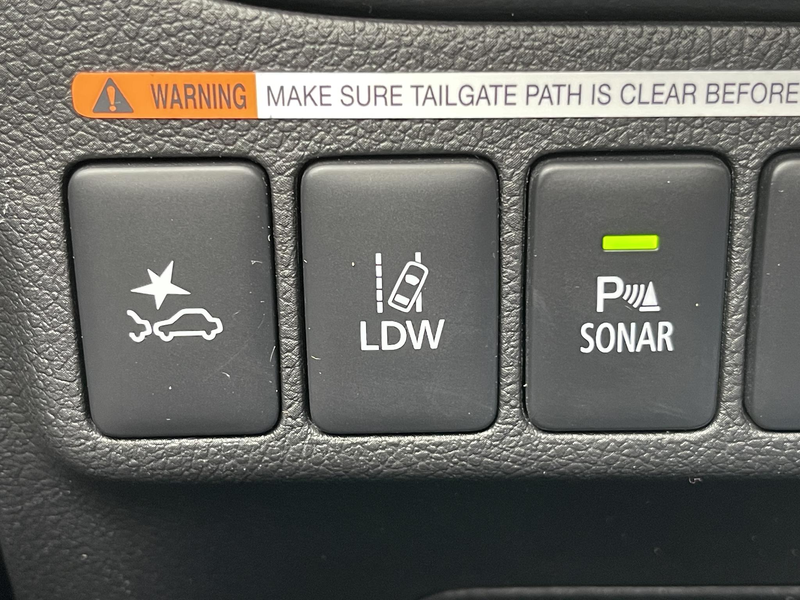 WARNING MAKE SURE TAILGATE PATH IS CLEAR BEFORE
LDW
P
SONAR